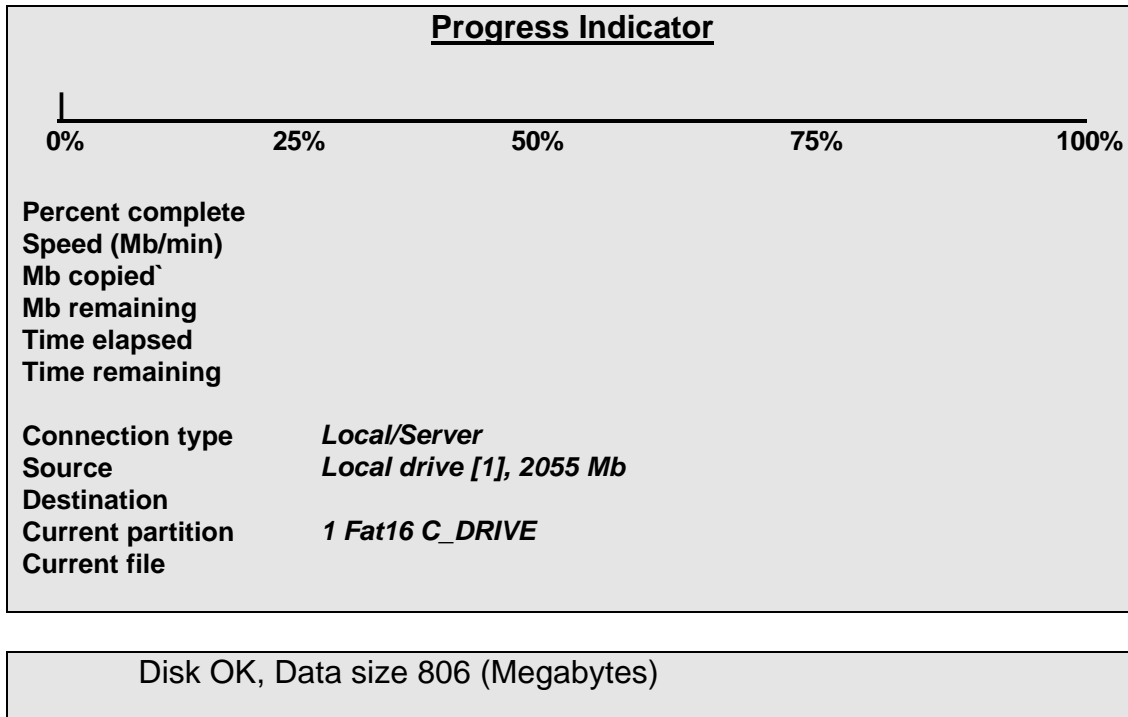 Progress Indicator
0% 25% 50% 75% 100%
Percent complete
Speed (Mb/min)
Mb copied`
Mb remaining
Time elapsed
Time remaining
Connection type Local/Server
Source Local drive [1], 2055 Mb
Destination
Current partition 1 Fat16 C_DRIVE
Current file
Disk OK, Data size 806 (Megabytes)